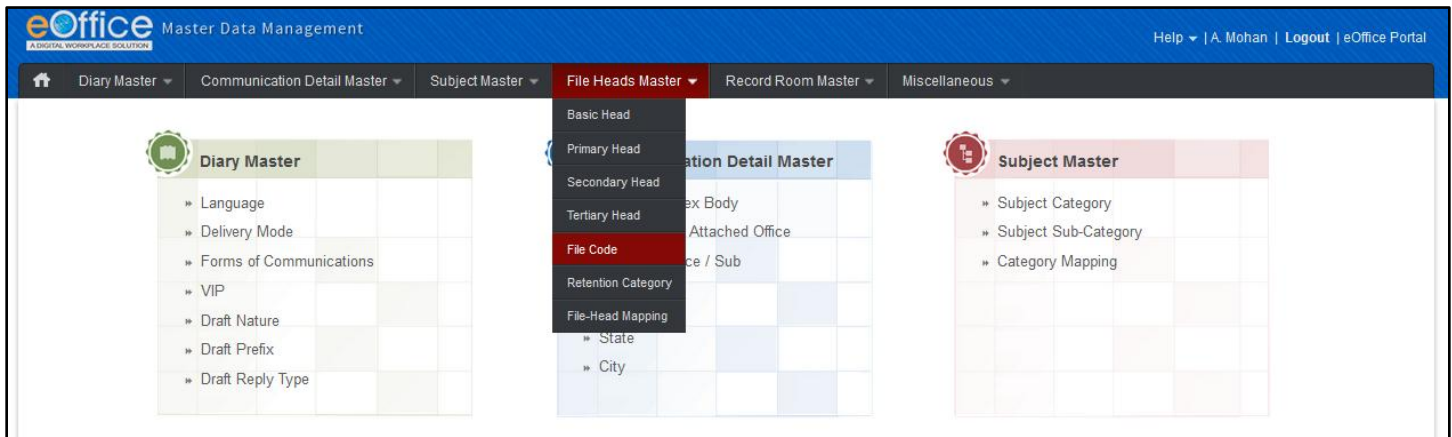 eOffice Master Data Management
A DIGITAL WORKPLACE SOLUTION
Help | A. Mohan | Logout | eOffice Portal
Diary Master Communication Detail Master Subject Master File Heads Master Record Room Master Miscellaneous
Basic Head
Primary Head
Secondary Head
Tertiary Head
File Code
Retention Category
File-Head Mapping
Diary Master
» Language
» Delivery Mode
» Forms of Communications
» VIP
» Draft Nature
» Draft Prefix
» Draft Reply Type
ation Detail Master
ex Body
Attached Office
ce / Sub
» State
» City
Subject Master
» Subject Category
» Subject Sub-Category
» Category Mapping